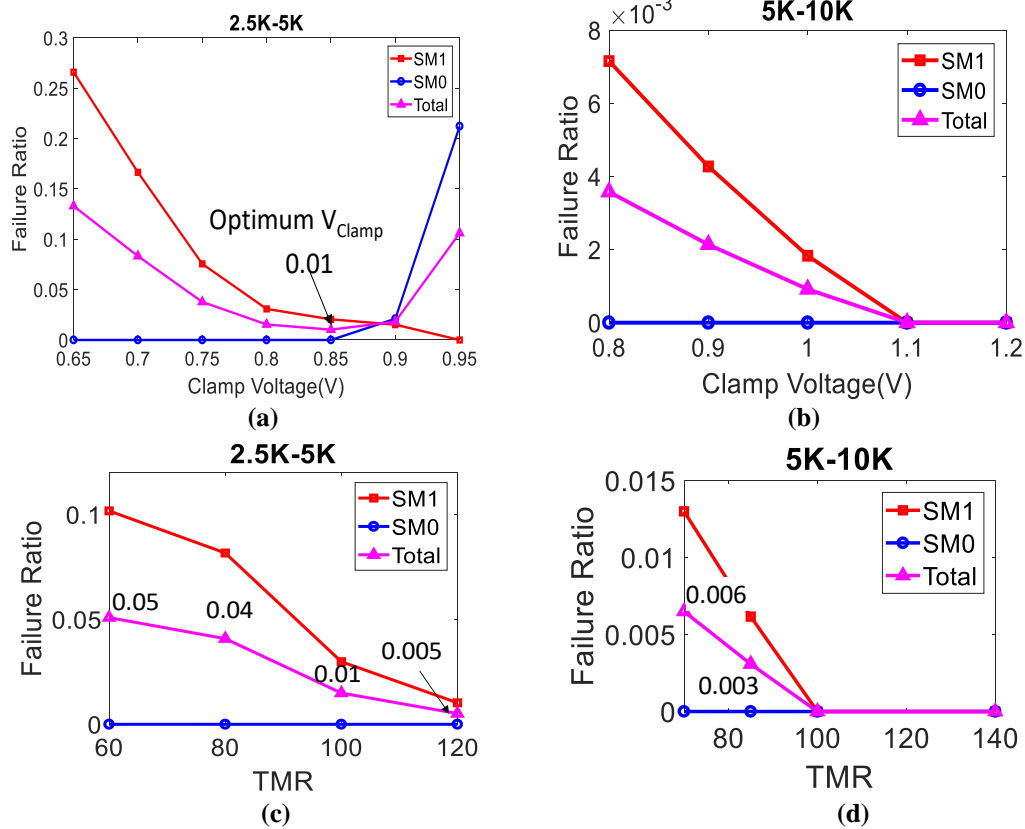 2.5K-5K
0.3
0.25
0.2
0.15
0.1
0.05
0
Failure Ratio
SM1
SM0
Total
Optimum VClamp
0.01
0.65 0.7 0.75 0.8 0.85 0.9 0.95
Clamp Voltage(V)
(a)
×10-3
5K-10K
8
6
4
2
0
Failure Ratio
SM1
SM0
Total
0.8 0.9 1 1.1 1.2
Clamp Voltage(V)
(b)
2.5K-5K
0.1
0.05
0
Failure Ratio
SM1
SM0
Total
0.05
0.04
0.01
0.005
60 80 100 120
TMR
(c)
5K-10K
0.015
0.01
0.005
0
Failure Ratio
SM1
SM0
Total
0.006
0.003
80 100 120 140
TMR
(d)